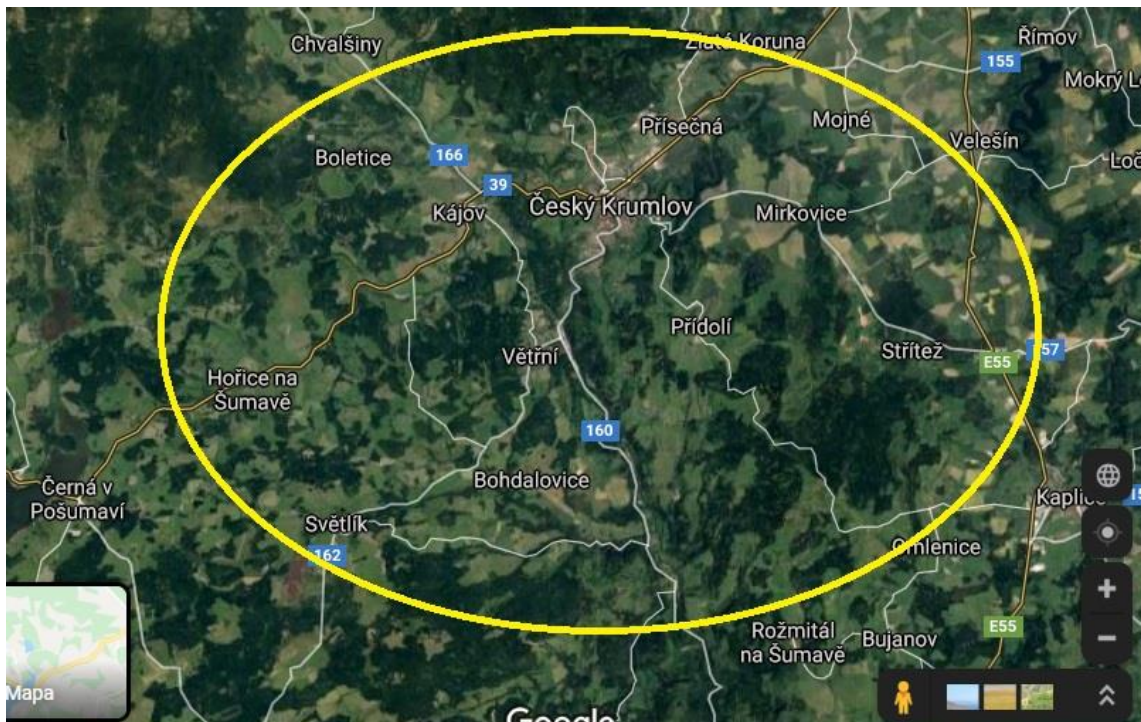 Chvalšiny
Zlatá Koruna
Římov
155
Mokrý
Přísečná
Mojné
Velešín
Boletice
166
39
Kájov
Český Krumlov
Mirkovice
Přídolí
Větřní
Střítež
E55
Hořice na
Šumavě
160
Bohdalovice
Černá v
Pošumaví
Kaplice
Světlík
162
Omlenice
Rožmitál
na Šumavě
Bujanov
E55
Mapa
Google